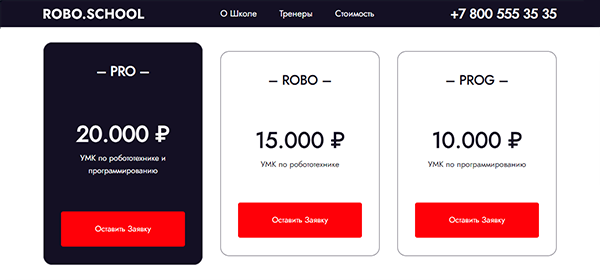 ROBO.SCHOOL
О Школе
Тренеры
Стоимость
+7 800 555 35 35
– PRO –
20.000 ₽
УМК по робототехнике и
программированию
Оставить Заявку
– ROBO –
15.000 ₽
УМК по робототехнике
Оставить Заявку
– PROG –
10.000 ₽
УМК по программированию
Оставить Заявку